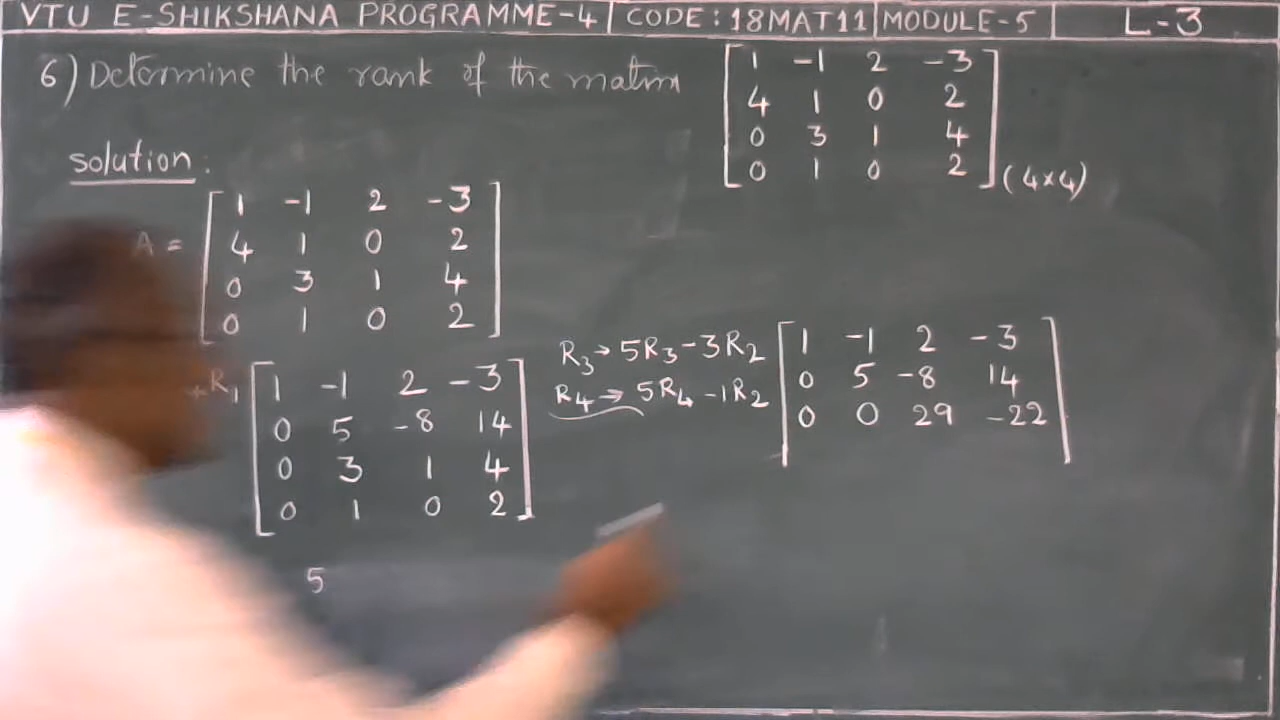 VTU E-SHIKSHANA PROGRAMME-4 CODE:18MAT11 MODULE-5 L-3
6) Determine the rank of the matrix
1 -1 2 -3
4 1 0 2
0 3 1 4
0 1 0 2 (4×4)
solution:
A = 1 -1 2 -3
4 1 0 2
0 3 1 4
0 1 0 2
+R1 1 -1 2 -3
0 5 -8 14
0 3 1 4
0 1 0 2
R3→5R3-3R2 1 -1 2 -3
R4→5R4-1R2 0 5 -8 14
0 0 29 -22
5